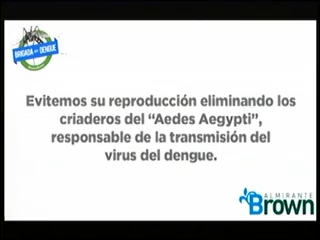 BRIGADA DEL DENGUE
Evitemos su reproducción eliminando los
criaderos del “Aedes Aegypti”,
responsable de la transmisión del
virus del dengue.
ALMIRANTE
Brown